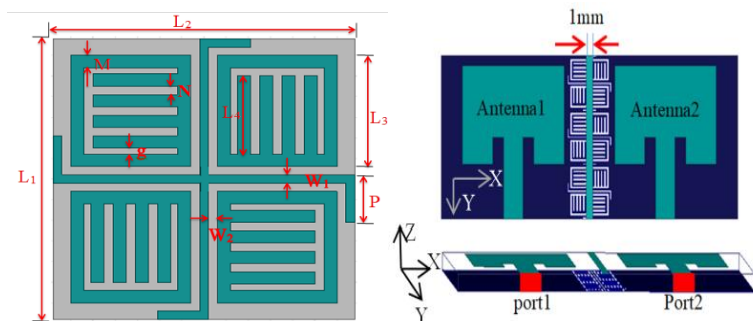 L2
M
N
L4
L3
g
L1
W1
P
W2
1mm
Antenna1
Antenna2
X
Y
Z
X
Y
port1
Port2